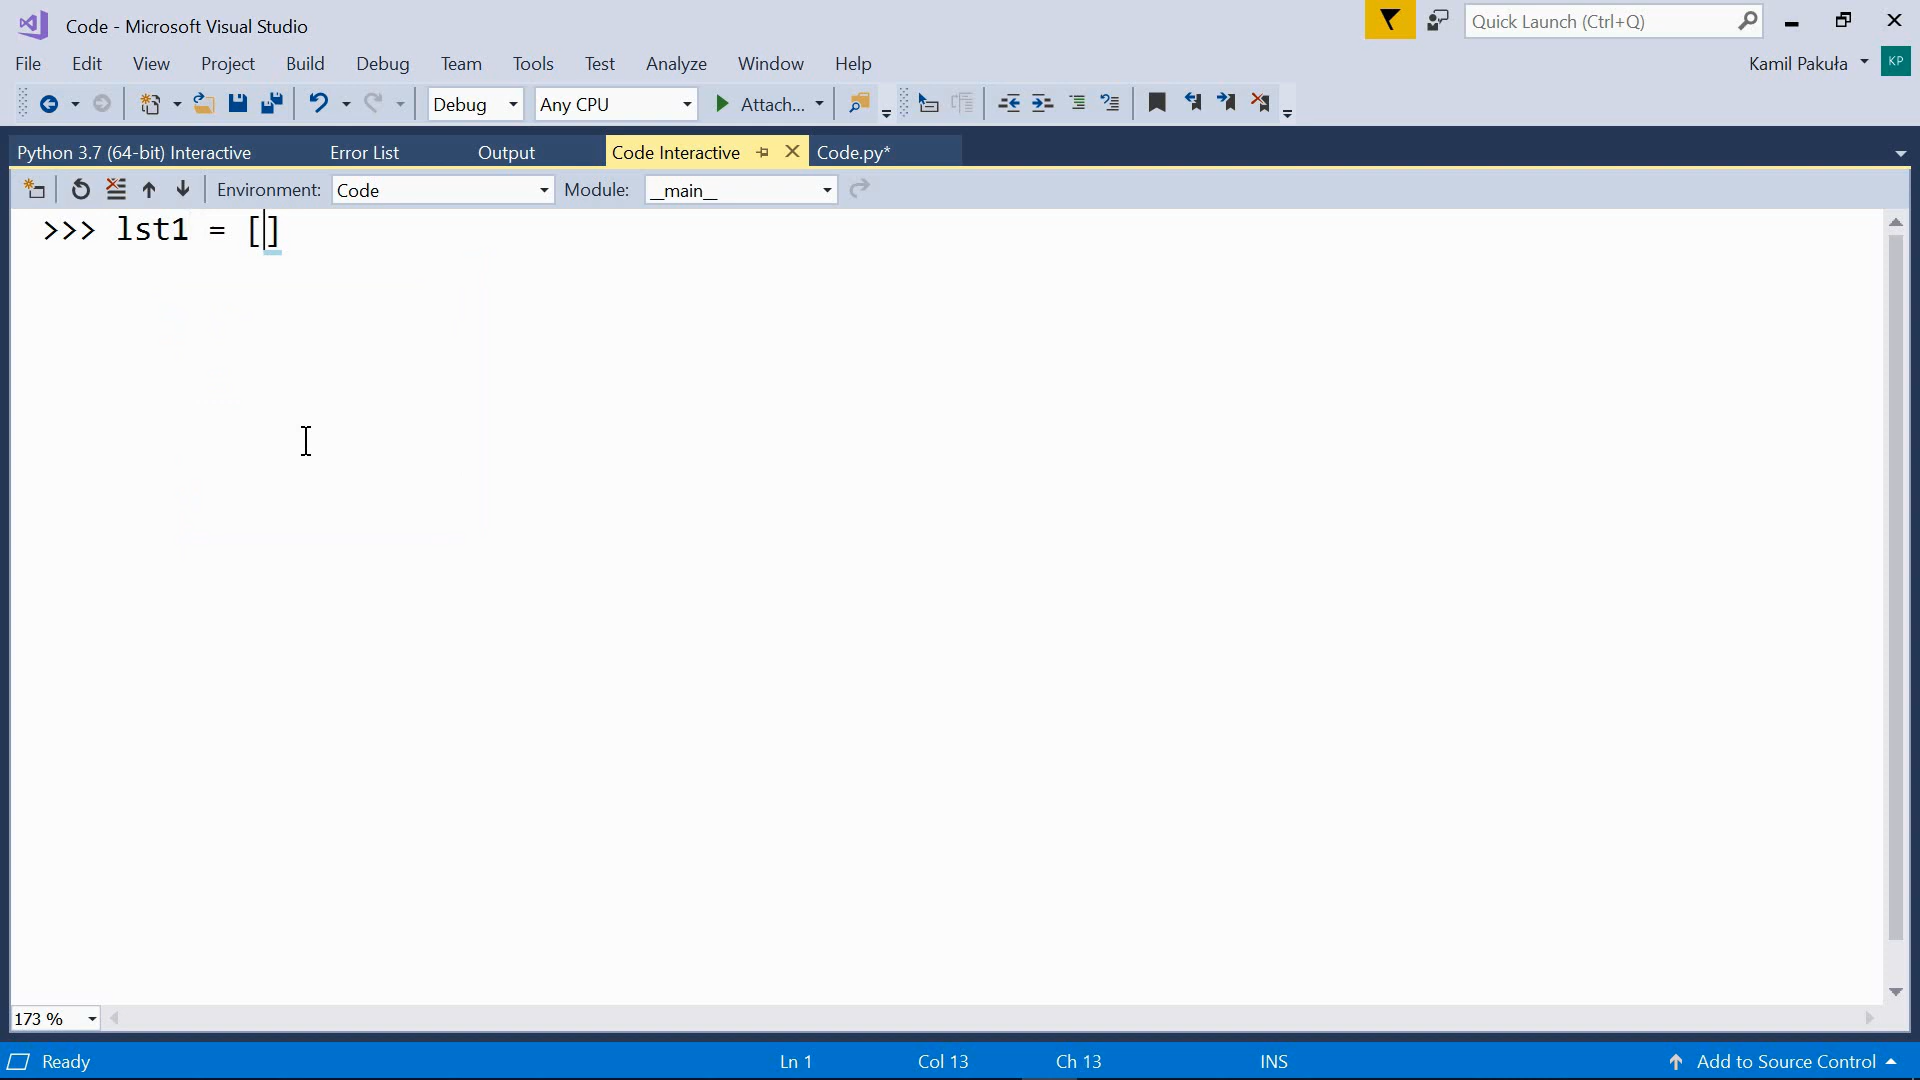 Code - Microsoft Visual Studio
Quick Launch (Ctrl+Q)
File Edit View Project Build Debug Team Tools Test Analyze Window Help
Kamil Pakuła KP
Debug Any CPU Attach...
Python 3.7 (64-bit) Interactive Error List Output Code Interactive Code.py*
Environment: Code Module: __main__
>>> lst1 = []
173 %
Ready Ln 1 Col 13 Ch 13 INS Add to Source Control